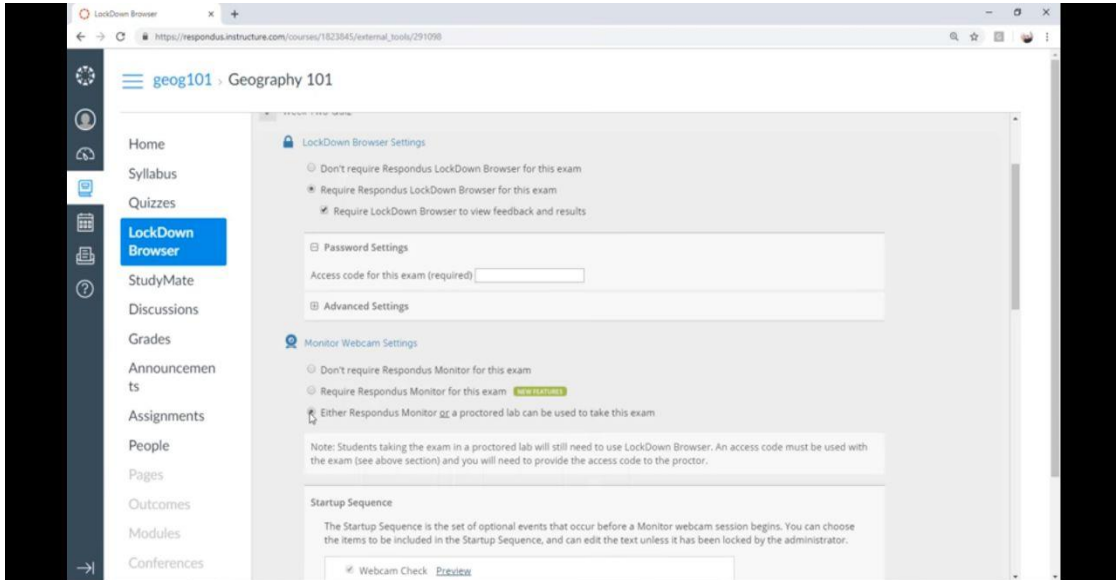 LockDown Browser
https://respondus.instructure.com/courses/1823845/external_tools/291098
geog101 › Geography 101
Home
Syllabus
Quizzes
LockDown
Browser
StudyMate
Discussions
Grades
Announcemen
ts
Assignments
People
Pages
Outcomes
Modules
Conferences
LockDown Browser Settings
Don't require Respondus LockDown Browser for this exam
Require Respondus LockDown Browser for this exam
Require LockDown Browser to view feedback and results
Password Settings
Access code for this exam (required)
Advanced Settings
Monitor Webcam Settings
Don't require Respondus Monitor for this exam
Require Respondus Monitor for this exam NEW FEATURES
Either Respondus Monitor or a proctored lab can be used to take this exam
Note: Students taking the exam in a proctored lab will still need to use LockDown Browser. An access code must be used with
the exam (see above section) and you will need to provide the access code to the proctor.
Startup Sequence
The Startup Sequence is the set of optional events that occur before a Monitor webcam session begins. You can choose
the items to be included in the Startup Sequence, and can edit the text unless it has been locked by the administrator.
Webcam Check Preview